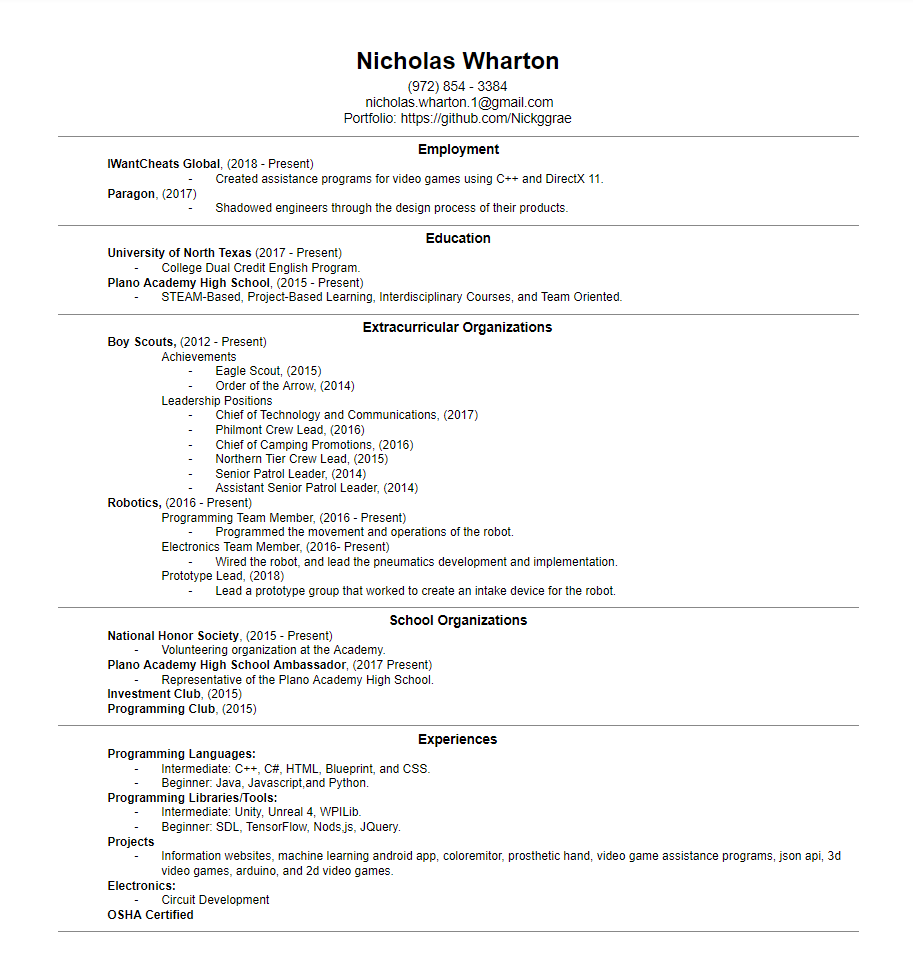 Nicholas Wharton
(972) 854 - 3384
nicholas.wharton.1@gmail.com
Portfolio: https://github.com/Nickggrae
Employment
IWantCheats Global, (2018 - Present)
- Created assistance programs for video games using C++ and DirectX 11.
Paragon, (2017)
- Shadowed engineers through the design process of their products.
Education
University of North Texas (2017 - Present)
- College Dual Credit English Program.
Plano Academy High School, (2015 - Present)
- STEAM-Based, Project-Based Learning, Interdisciplinary Courses, and Team Oriented.
Extracurricular Organizations
Boy Scouts, (2012 - Present)
Achievements
- Eagle Scout, (2015)
- Order of the Arrow, (2014)
Leadership Positions
- Chief of Technology and Communications, (2017)
- Philmont Crew Lead, (2016)
- Chief of Camping Promotions, (2016)
- Northern Tier Crew Lead, (2015)
- Senior Patrol Leader, (2014)
- Assistant Senior Patrol Leader, (2014)
Robotics, (2016 - Present)
Programming Team Member, (2016 - Present)
- Programmed the movement and operations of the robot.
Electronics Team Member, (2016- Present)
- Wired the robot, and lead the pneumatics development and implementation.
Prototype Lead, (2018)
- Lead a prototype group that worked to create an intake device for the robot.
School Organizations
National Honor Society, (2015 - Present)
- Volunteering organization at the Academy.
Plano Academy High School Ambassador, (2017 Present)
- Representative of the Plano Academy High School.
Investment Club, (2015)
Programming Club, (2015)
Experiences
Programming Languages:
- Intermediate: C++, C#, HTML, Blueprint, and CSS.
- Beginner: Java, Javascript,and Python.
Programming Libraries/Tools:
- Intermediate: Unity, Unreal 4, WPILib.
- Beginner: SDL, TensorFlow, Nods,js, JQuery.
Projects
- Information websites, machine learning android app, coloremitor, prosthetic hand, video game assistance programs, json api, 3d
video games, arduino, and 2d video games.
Electronics:
- Circuit Development
OSHA Certified